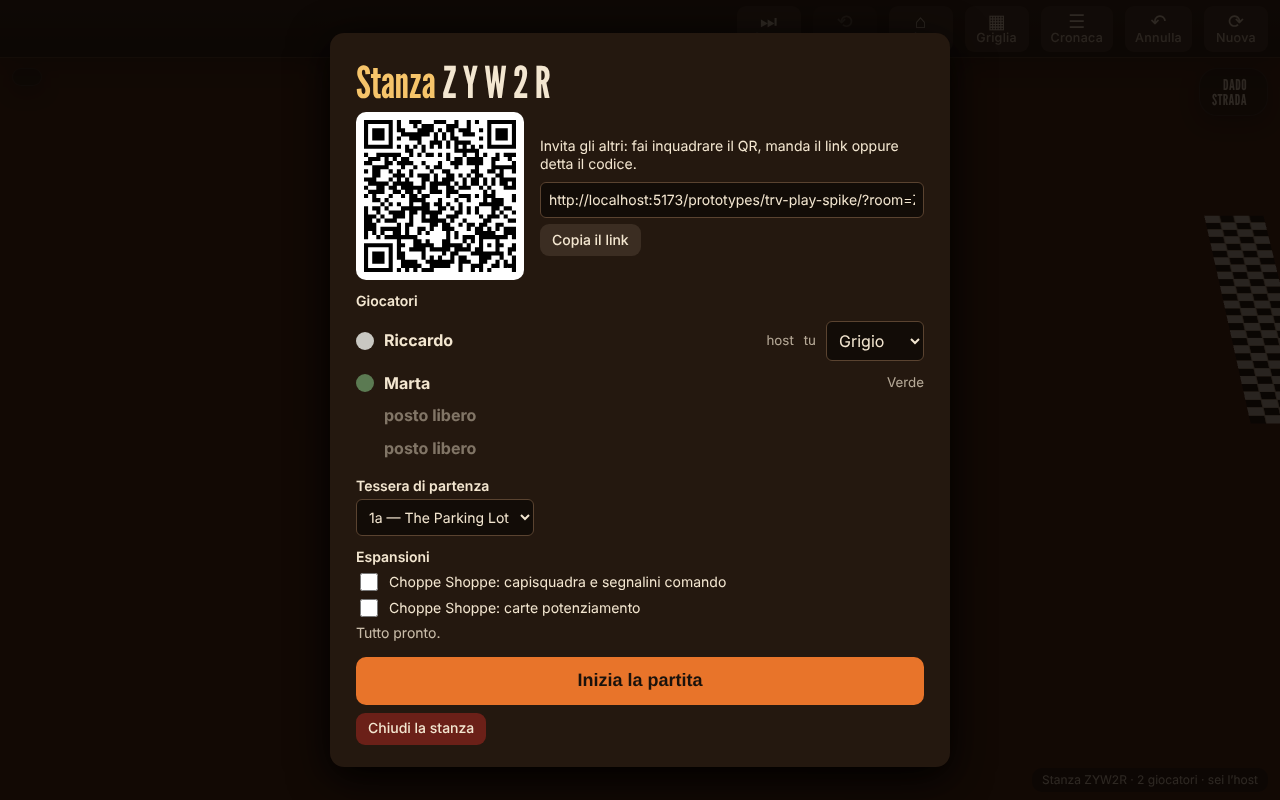 Griglia
Cronaca
Annulla
Nuova
DADO
STRADA
Stanza ZYW2R
Invita gli altri: fai inquadrare il QR, manda il link oppure
detta il codice.
http://localhost:5173/prototypes/trv-play-spike/?room=
Copia il link
Giocatori
Riccardo
host tu
Grigio
Marta
Verde
posto libero
posto libero
Tessera di partenza
1a — The Parking Lot
Espansioni
Choppe Shoppe: capisquadra e segnalini comando
Choppe Shoppe: carte potenziamento
Tutto pronto.
Inizia la partita
Chiudi la stanza
Stanza ZYW2R · 2 giocatori · sei l'host